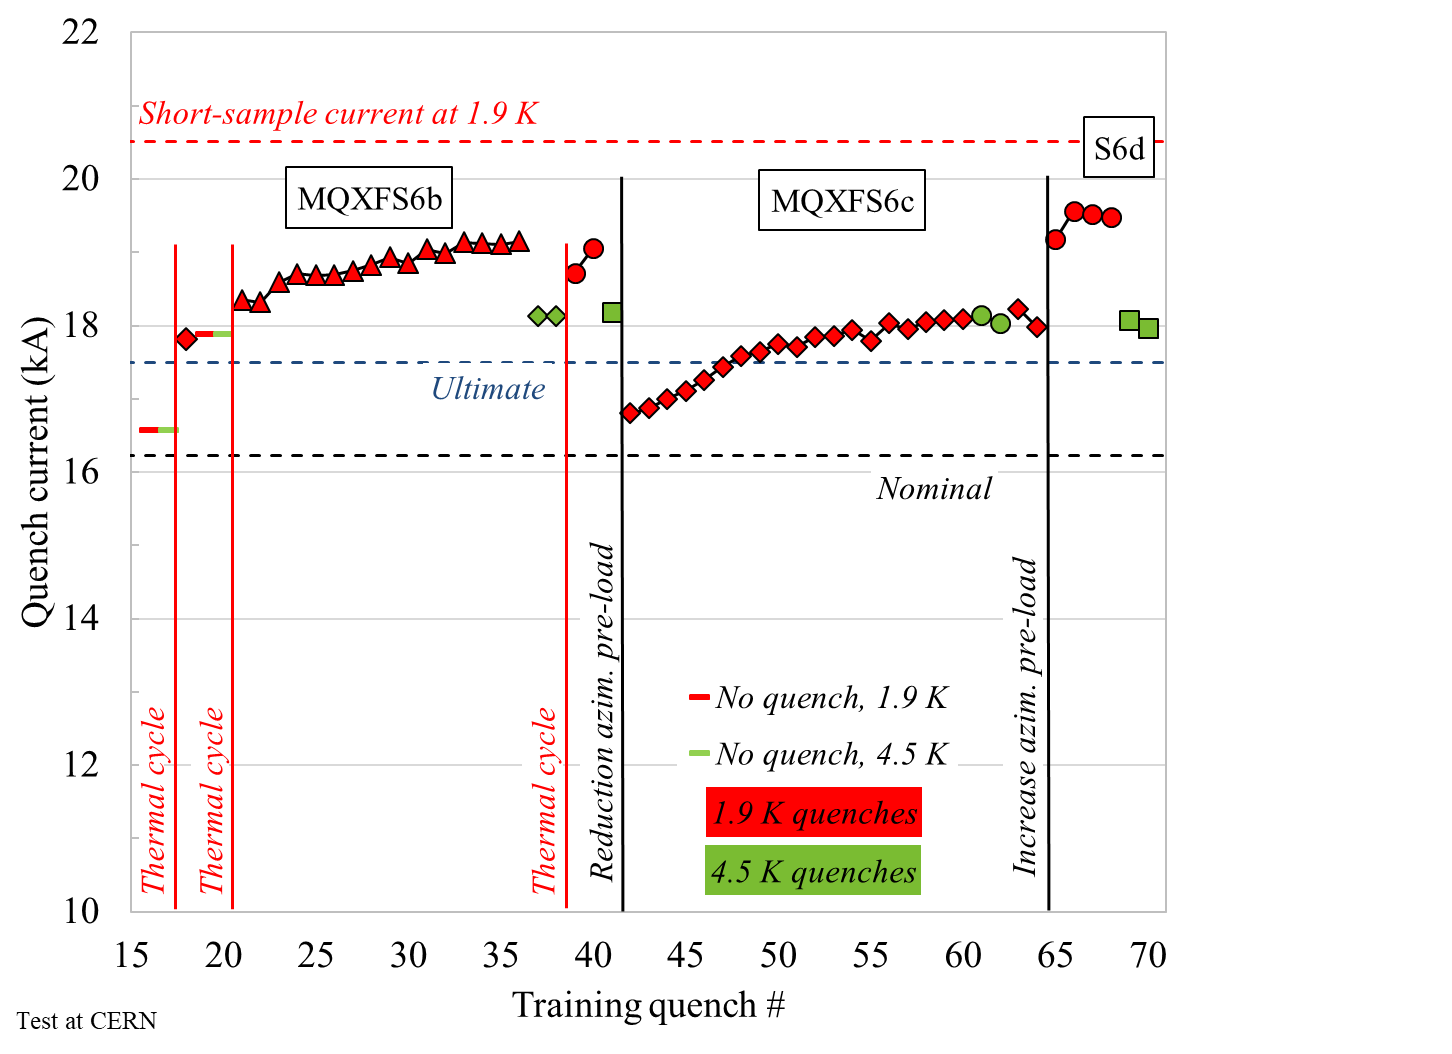 22
20
18
16
14
12
10
Quench current (kA)
Short-sample current at 1.9 K
S6d
MQXFS6b
MQXFS6c
Ultimate
Nominal
Thermal cycle
Thermal cycle
Thermal cycle
Reduction azim. pre-load
Increase azim. pre-load
No quench, 1.9 K
No quench, 4.5 K
1.9 K quenches
4.5 K quenches
15 20 25 30 35 40 45 50 55 60 65 70
Training quench #
Test at CERN